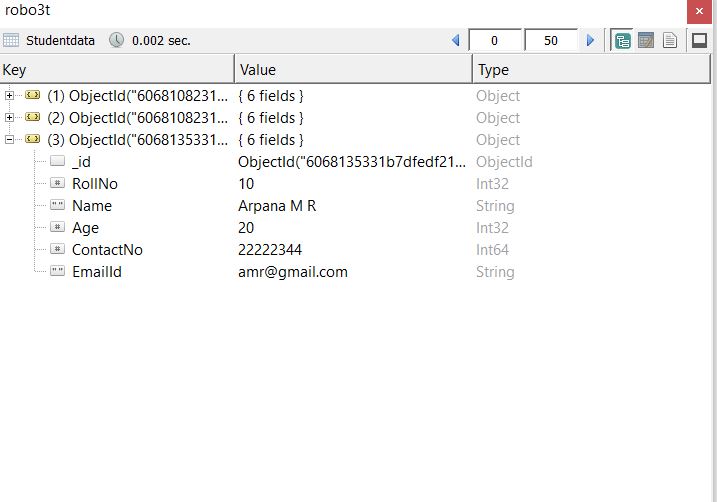 robo3t
Studentdata 0.002 sec. 0 50
Key Value Type
(1) ObjectId("6068108231... { 6 fields } Object
(2) ObjectId("6068108231... { 6 fields } Object
(3) ObjectId("6068135331... { 6 fields } Object
_id ObjectId("6068135331b7dfedf21... ObjectId
# RollNo 10 Int32
"" Name Arpana M R String
# Age 20 Int32
# ContactNo 22222344 Int64
"" EmailId amr@gmail.com String